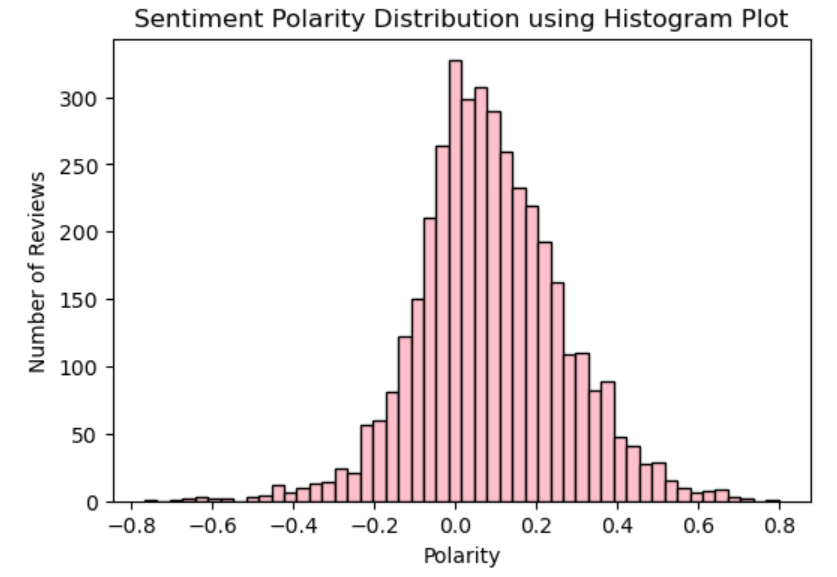 Sentiment Polarity Distribution using Histogram Plot
300
250
200
150
100
50
0
Number of Reviews
−0.8 −0.6 −0.4 −0.2 0.0 0.2 0.4 0.6 0.8
Polarity